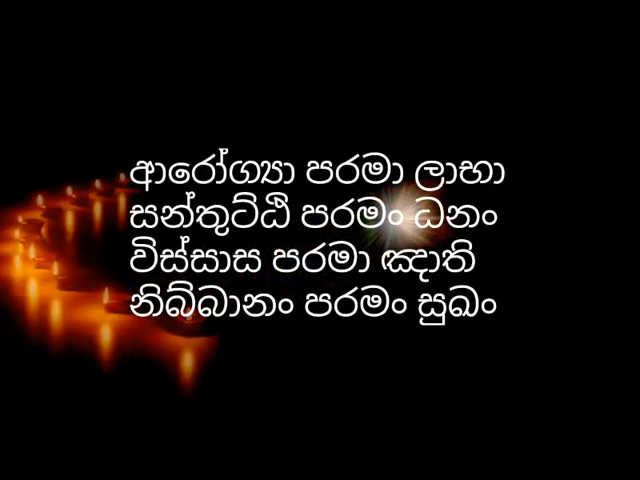 ආරෝග්‍යා පරමා ලාභා
සන්තුට්ඨි පරමං ධනං
විස්සාස පරමා ඤාති
නිබ්බානං පරමං සුඛං